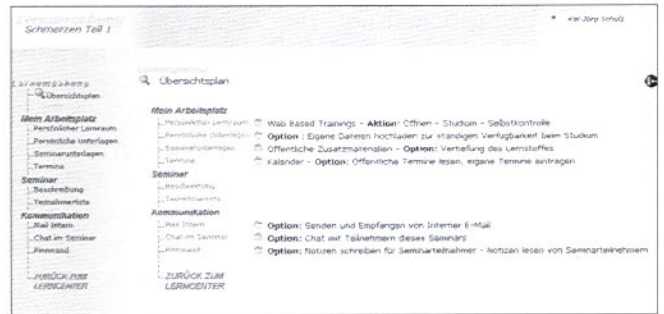 Schmerzen Teil 1
Kai Jörg Schulz
Lernumgebung
Übersichtsplan
Mein Arbeitsplatz
Persönlicher Lernraum
Persönliche Unterlagen
Seminarunterlagen
Termine
Seminar
Beschreibung
Teilnehmerliste
Kommunikation
Mail Intern
Chat im Seminar
Pinnwand
ZURÜCK ZUM
LERNCENTER
Übersichtsplan
Mein Arbeitsplatz
Persönlicher Lernraum Web Based Trainings - Aktion: Öffnen - Studium - Selbstkontrolle
Persönliche Unterlagen Option : Eigene Dateien hochladen zur ständigen Verfügbarkeit beim Studium
Seminarunterlagen Öffentliche Zusatzmaterialien - Option: Vertiefung des Lernstoffes
Termine Kalender - Option: Öffentliche Termine lesen, eigene Termine eintragen
Seminar
Beschreibung
Teilnehmerliste
Kommunikation
Mail Intern Option: Senden und Empfangen von Interner E-Mail
Chat im Seminar Option: Chat mit Teilnehmern dieses Seminars
Pinnwand Option: Notizen schreiben für Seminarteilnehmer - Notizen lesen von Seminarteilnehmern
ZURÜCK ZUM
LERNCENTER